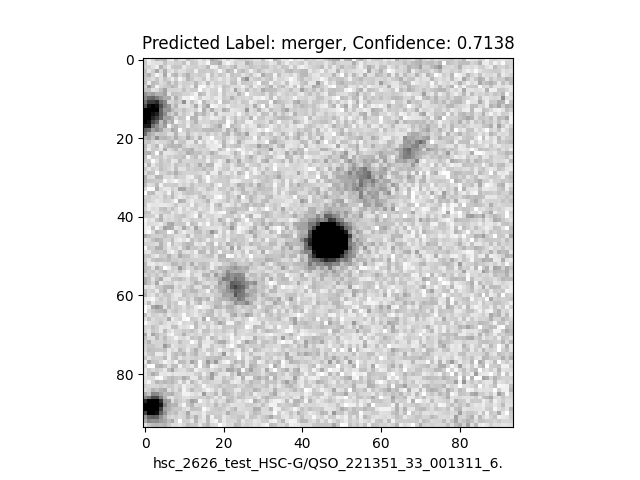 Predicted Label: merger, Confidence: 0.7138
0
20
40
60
80
0 20 40 60 80
hsc_2626_test_HSC-G/QSO_221351_33_001311_6.